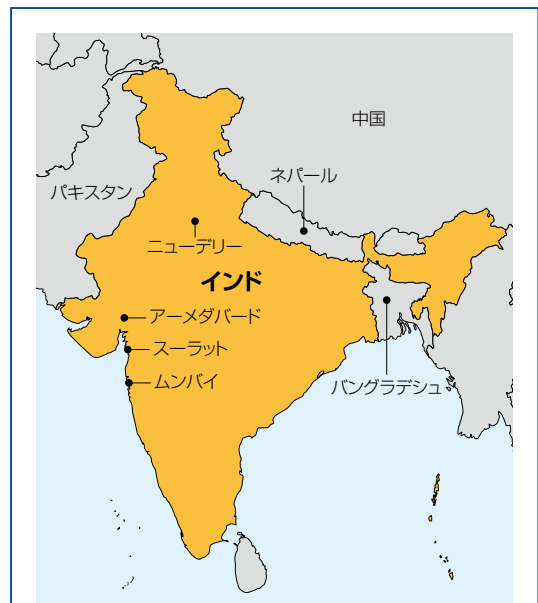 中国
ネパール
パキスタン
ニューデリー
インド
アーメダバード
スーラット
ムンバイ
バングラデシュ